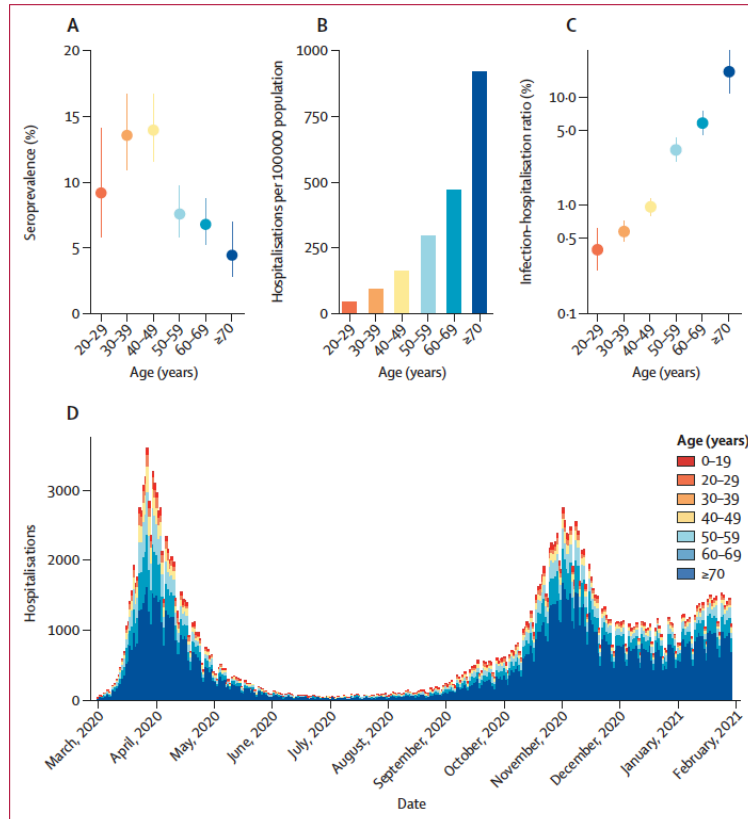 A
B
C
Seroprevalence (%)
20
15
10
5
0
20–29
30–39
40–49
50–59
60–69
≥70
Age (years)
Hospitalisations per 100 000 population
1000
750
500
250
0
20–29
30–39
40–49
50–59
60–69
≥70
Age (years)
Infection–hospitalisation ratio (%)
10·0
5·0
1·0
0·5
0·1
20–29
30–39
40–49
50–59
60–69
≥70
Age (years)
D
Hospitalisations
3000
2000
1000
0
Age (years)
0–19
20–29
30–39
40–49
50–59
60–69
≥70
March, 2020
April, 2020
May, 2020
June, 2020
July, 2020
August, 2020
September, 2020
October, 2020
November, 2020
December, 2020
January, 2021
February, 2021
Date